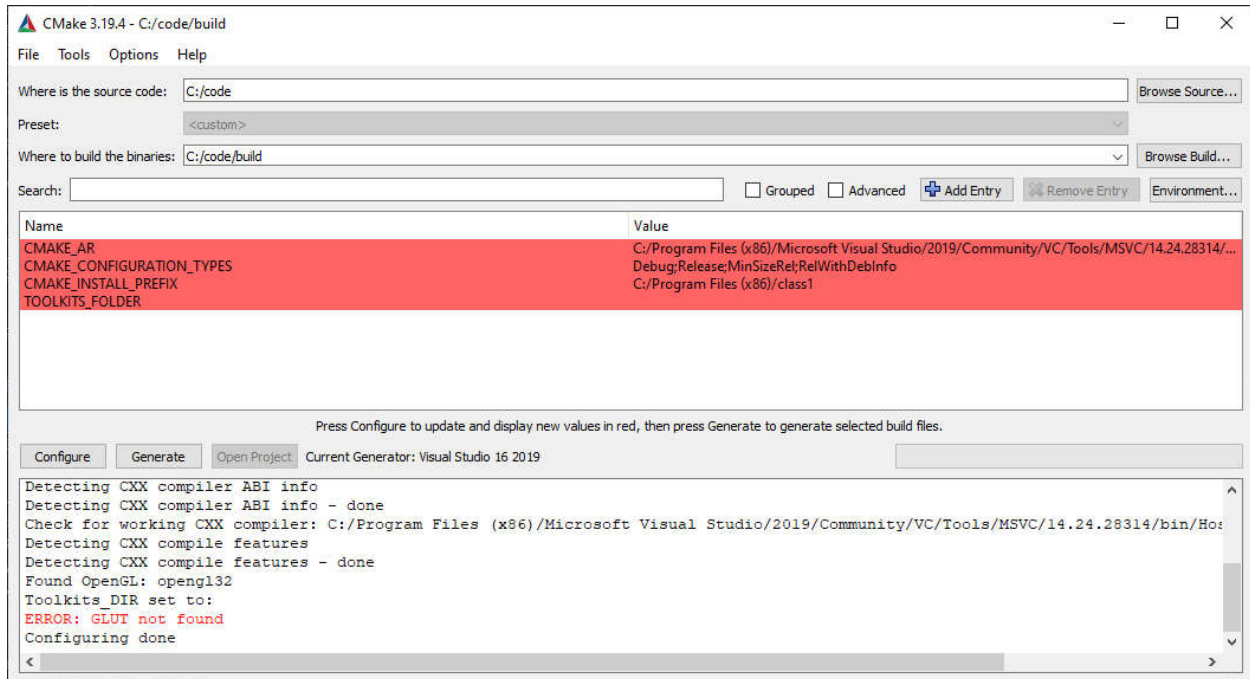 CMake 3.19.4 - C:/code/build
File Tools Options Help
Where is the source code: C:/code Browse Source...
Preset: <custom>
Where to build the binaries: C:/code/build Browse Build...
Search: Grouped Advanced Add Entry Remove Entry Environment...
Name Value
CMAKE_AR C:/Program Files (x86)/Microsoft Visual Studio/2019/Community/VC/Tools/MSVC/14.24.28314/...
CMAKE_CONFIGURATION_TYPES Debug;Release;MinSizeRel;RelWithDebInfo
CMAKE_INSTALL_PREFIX C:/Program Files (x86)/class1
TOOLKITS_FOLDER
Press Configure to update and display new values in red, then press Generate to generate selected build files.
Configure Generate Open Project Current Generator: Visual Studio 16 2019
Detecting CXX compiler ABI info
Detecting CXX compiler ABI info - done
Check for working CXX compiler: C:/Program Files (x86)/Microsoft Visual Studio/2019/Community/VC/Tools/MSVC/14.24.28314/bin/Hos
Detecting CXX compile features
Detecting CXX compile features - done
Found OpenGL: opengl32
Toolkits_DIR set to:
ERROR: GLUT not found
Configuring done